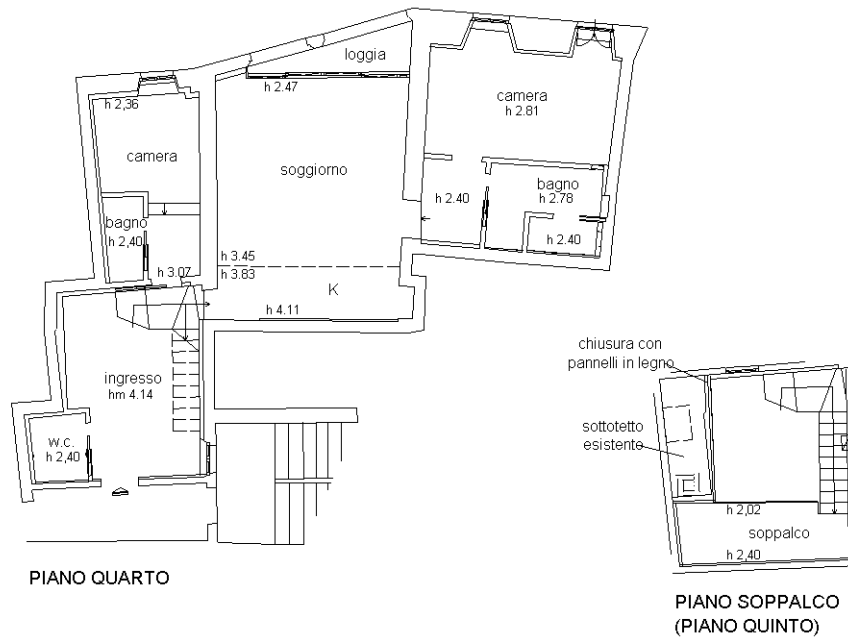 loggia
h 2.47
camera
h 2.81
h 2,36
camera
soggiorno
bagno
h 2.78
h 2.40
h 2.40
bagno
h 2,40
h 3.45
h 3.83
h 3.07
K
h 4.11
ingresso
hm 4.14
w.c.
h 2,40
PIANO QUARTO
chiusura con
pannelli in legno
sottotetto
esistente
h 2,02
soppalco
h 2,40
PIANO SOPPALCO
(PIANO QUINTO)